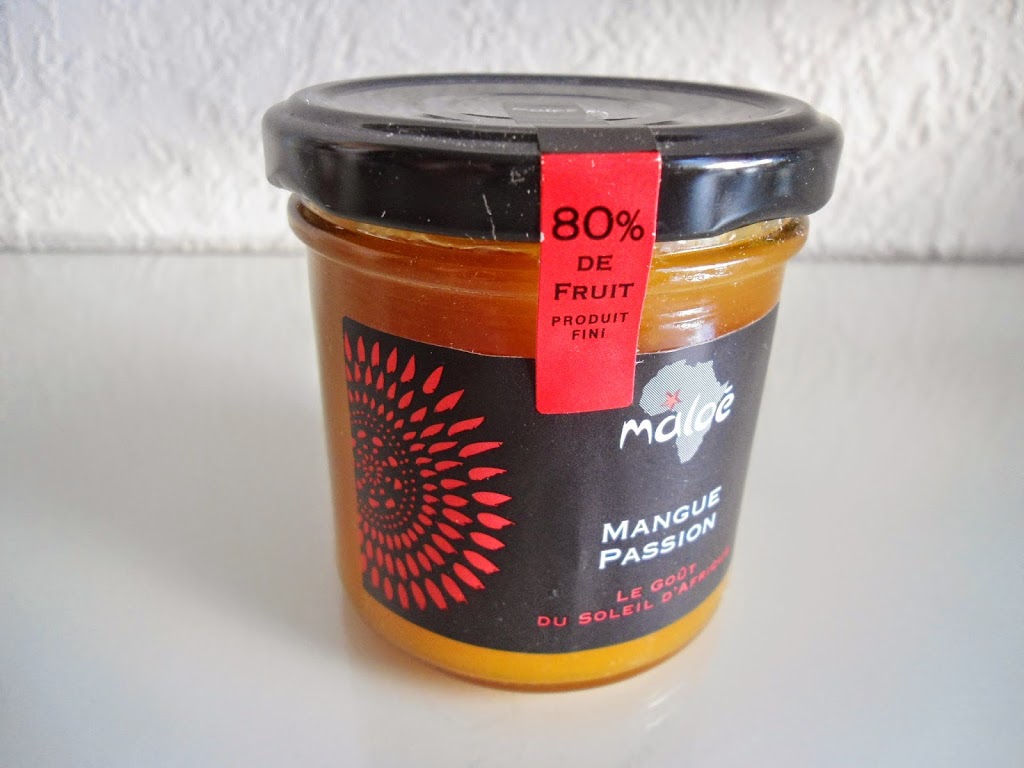 80%
DE
FRUIT
PRODUIT
FINI
maloé
MANGUE
PASSION
LE GOÛT
DU SOLEIL D'AFRIQUE